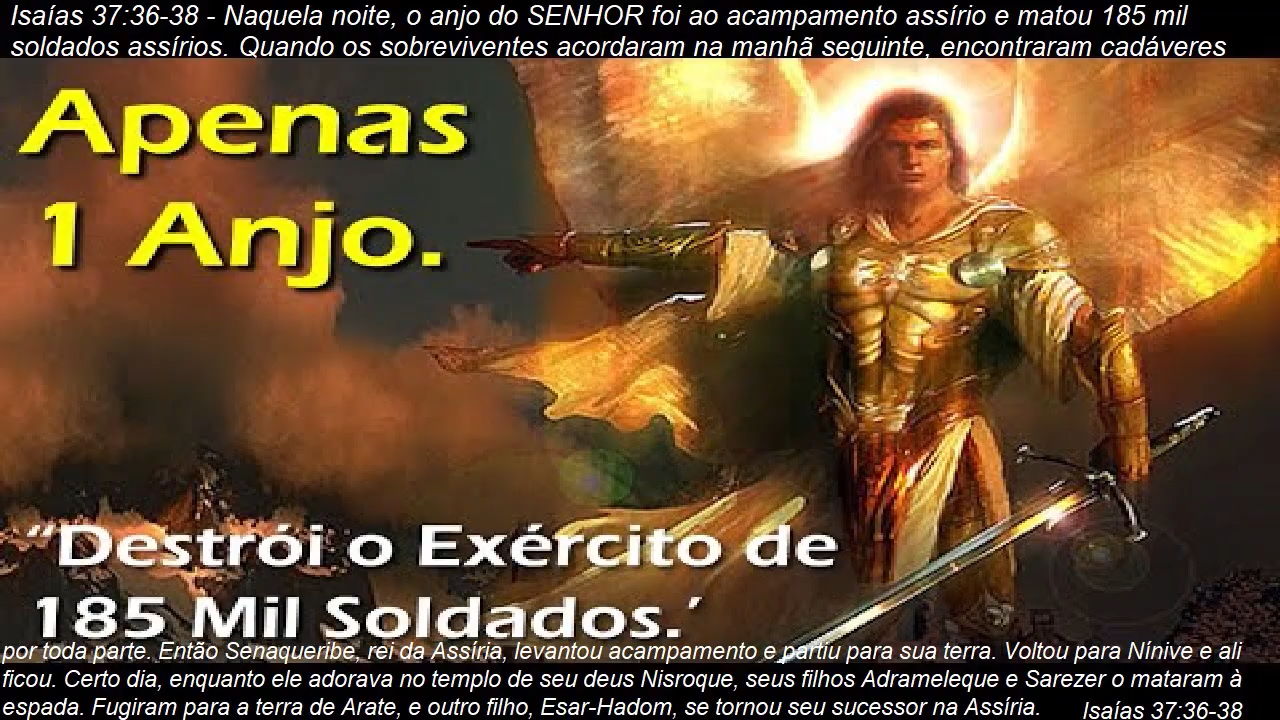 Isaías 37:36-38 - Naquela noite, o anjo do SENHOR foi ao acampamento assírio e matou 185 mil
soldados assírios. Quando os sobreviventes acordaram na manhã seguinte, encontraram cadáveres
Apenas
1 Anjo.
“Destrói o Exército de
185 Mil Soldados.’
por toda parte. Então Senaqueribe, rei da Assíria, levantou acampamento e partiu para sua terra. Voltou para Nínive e ali
ficou. Certo dia, enquanto ele adorava no templo de seu deus Nisroque, seus filhos Adrameleque e Sarezer o mataram à
espada. Fugiram para a terra de Arate, e outro filho, Esar-Hadom, se tornou seu sucessor na Assíria. Isaías 37:36-38